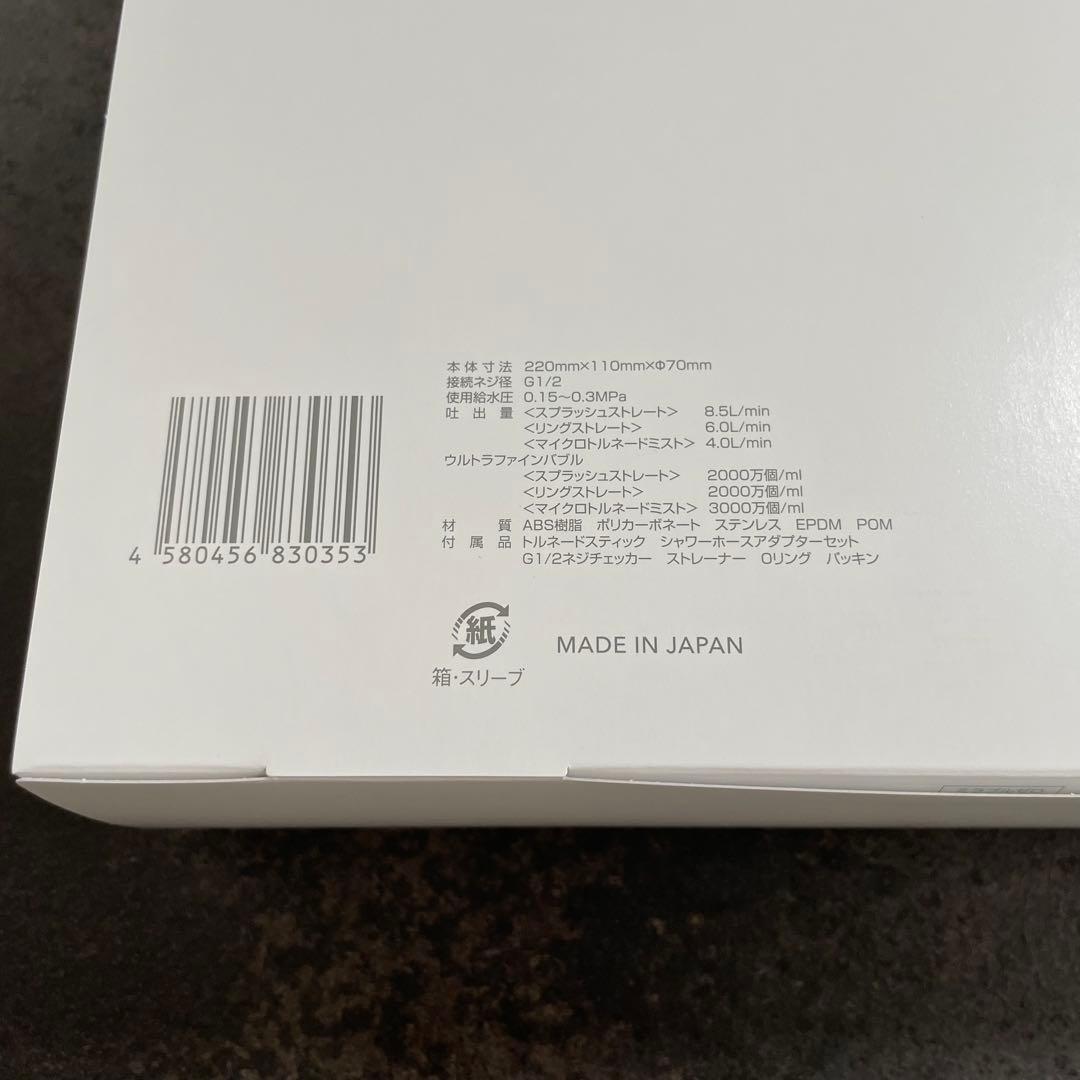 本体寸法 220mm×110mm×Φ70mm
接続ネジ径 G1/2
使用給水圧 0.15〜0.3MPa
吐出量 <スプラッシュストレート> 8.5L/min
<リングストレート> 6.0L/min
<マイクロトルネードミスト> 4.0L/min
ウルトラファインバブル
<スプラッシュストレート> 2000万個/ml
<リングストレート> 2000万個/ml
<マイクロトルネードミスト> 3000万個/ml
材質 ABS樹脂 ポリカーボネート ステンレス EPDM POM
付属品 トルネードスティック シャワーホースアダプターセット
G1/2ネジチェッカー ストレーナー Oリング パッキン
4 580456 830353
紙
箱・スリーブ
MADE IN JAPAN